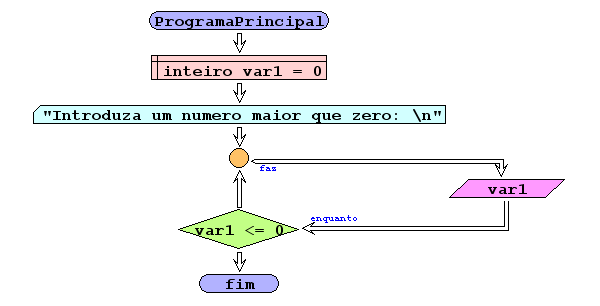 ProgramaPrincipal
inteiro var1 = 0
"Introduza um numero maior que zero: \n"
faz
var1
enquanto
var1 <= 0
fim